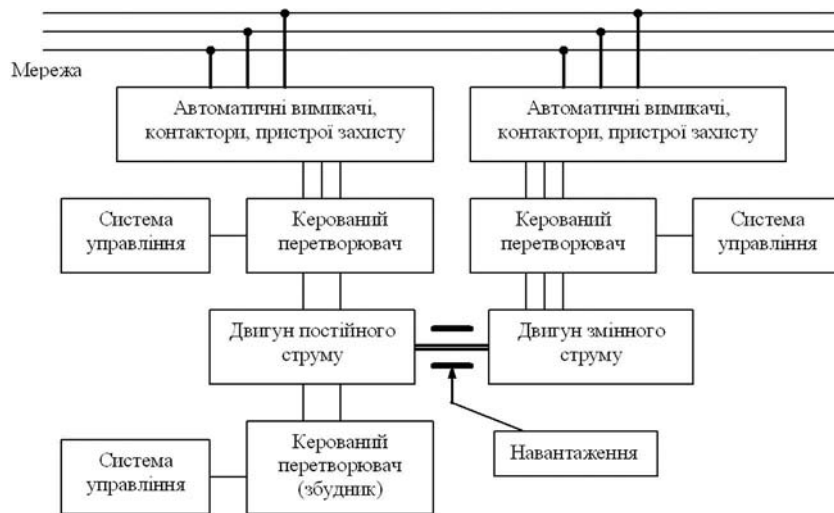 Мережа
Автоматичні вимикачі,
контактори, пристрої захисту
Автоматичні вимикачі,
контактори, пристрої захисту
Система
управління
Керований
перетворювач
Керований
перетворювач
Система
управління
Двигун постійного
струму
Двигун змінного
струму
Система
управління
Керований
перетворювач
(збудник)
Навантаження